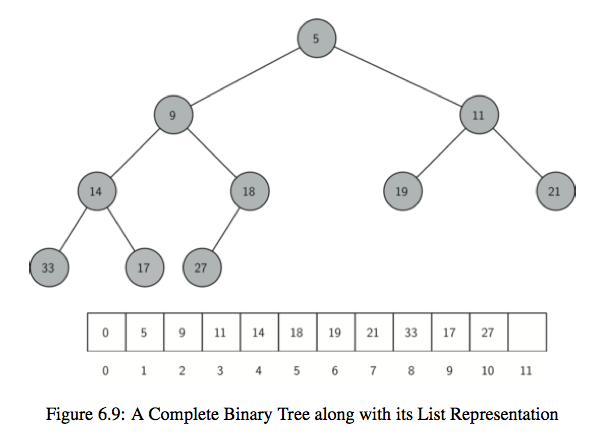 5
9 11
14 18 19 21
33 17 27
0 5 9 11 14 18 19 21 33 17 27
0 1 2 3 4 5 6 7 8 9 10 11
Figure 6.9: A Complete Binary Tree along with its List Representation